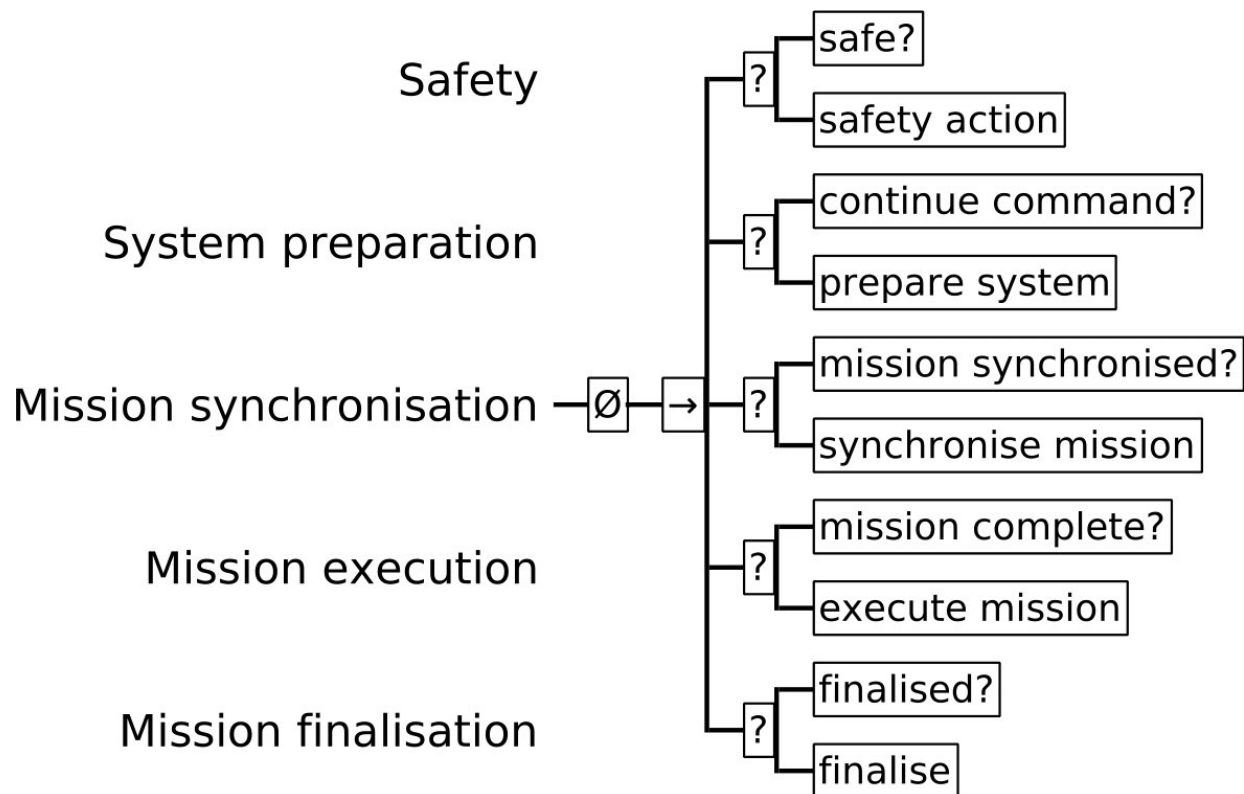 safe?
Safety
?
safety action
continue command?
System preparation
?
prepare system
mission synchronised?
Mission synchronisation
Ø
→
?
synchronise mission
mission complete?
Mission execution
?
execute mission
finalised?
Mission finalisation
?
finalise